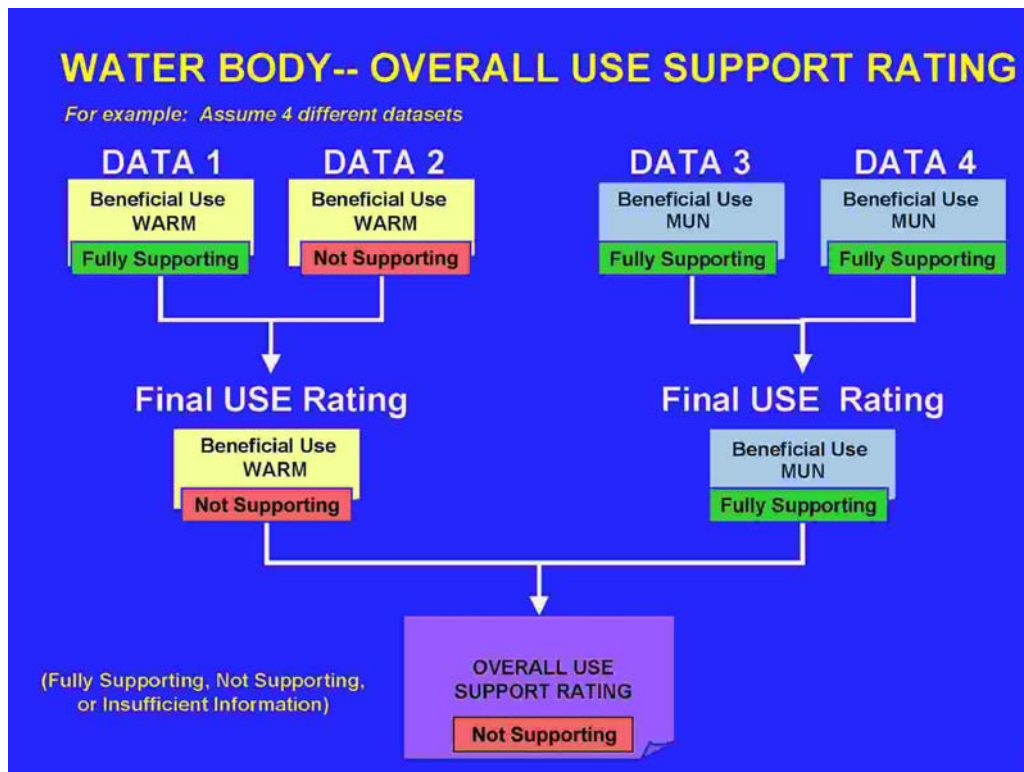 WATER BODY-- OVERALL USE SUPPORT RATING
For example: Assume 4 different datasets
DATA 1
Beneficial Use
WARM
Fully Supporting
DATA 2
Beneficial Use
WARM
Not Supporting
DATA 3
Beneficial Use
MUN
Fully Supporting
DATA 4
Beneficial Use
MUN
Fully Supporting
Final USE Rating
Beneficial Use
WARM
Not Supporting
Final USE Rating
Beneficial Use
MUN
Fully Supporting
(Fully Supporting, Not Supporting,
or Insufficient Information)
OVERALL USE
SUPPORT RATING
Not Supporting